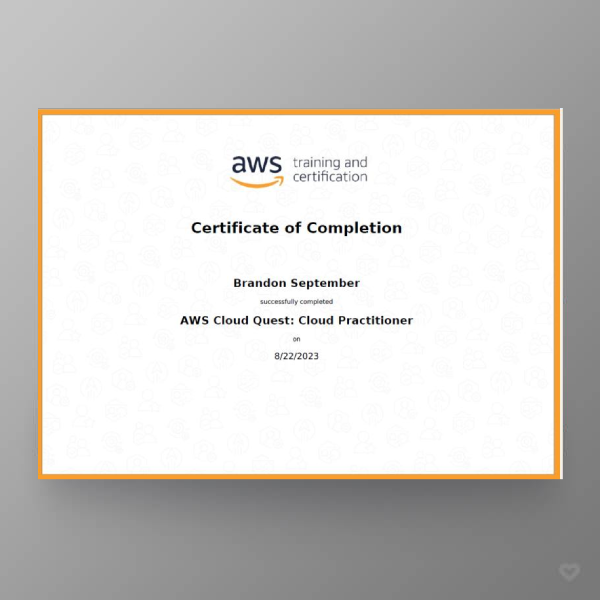 aws training and
certification
Certificate of Completion
Brandon September
successfully completed
AWS Cloud Quest: Cloud Practitioner
on
8/22/2023